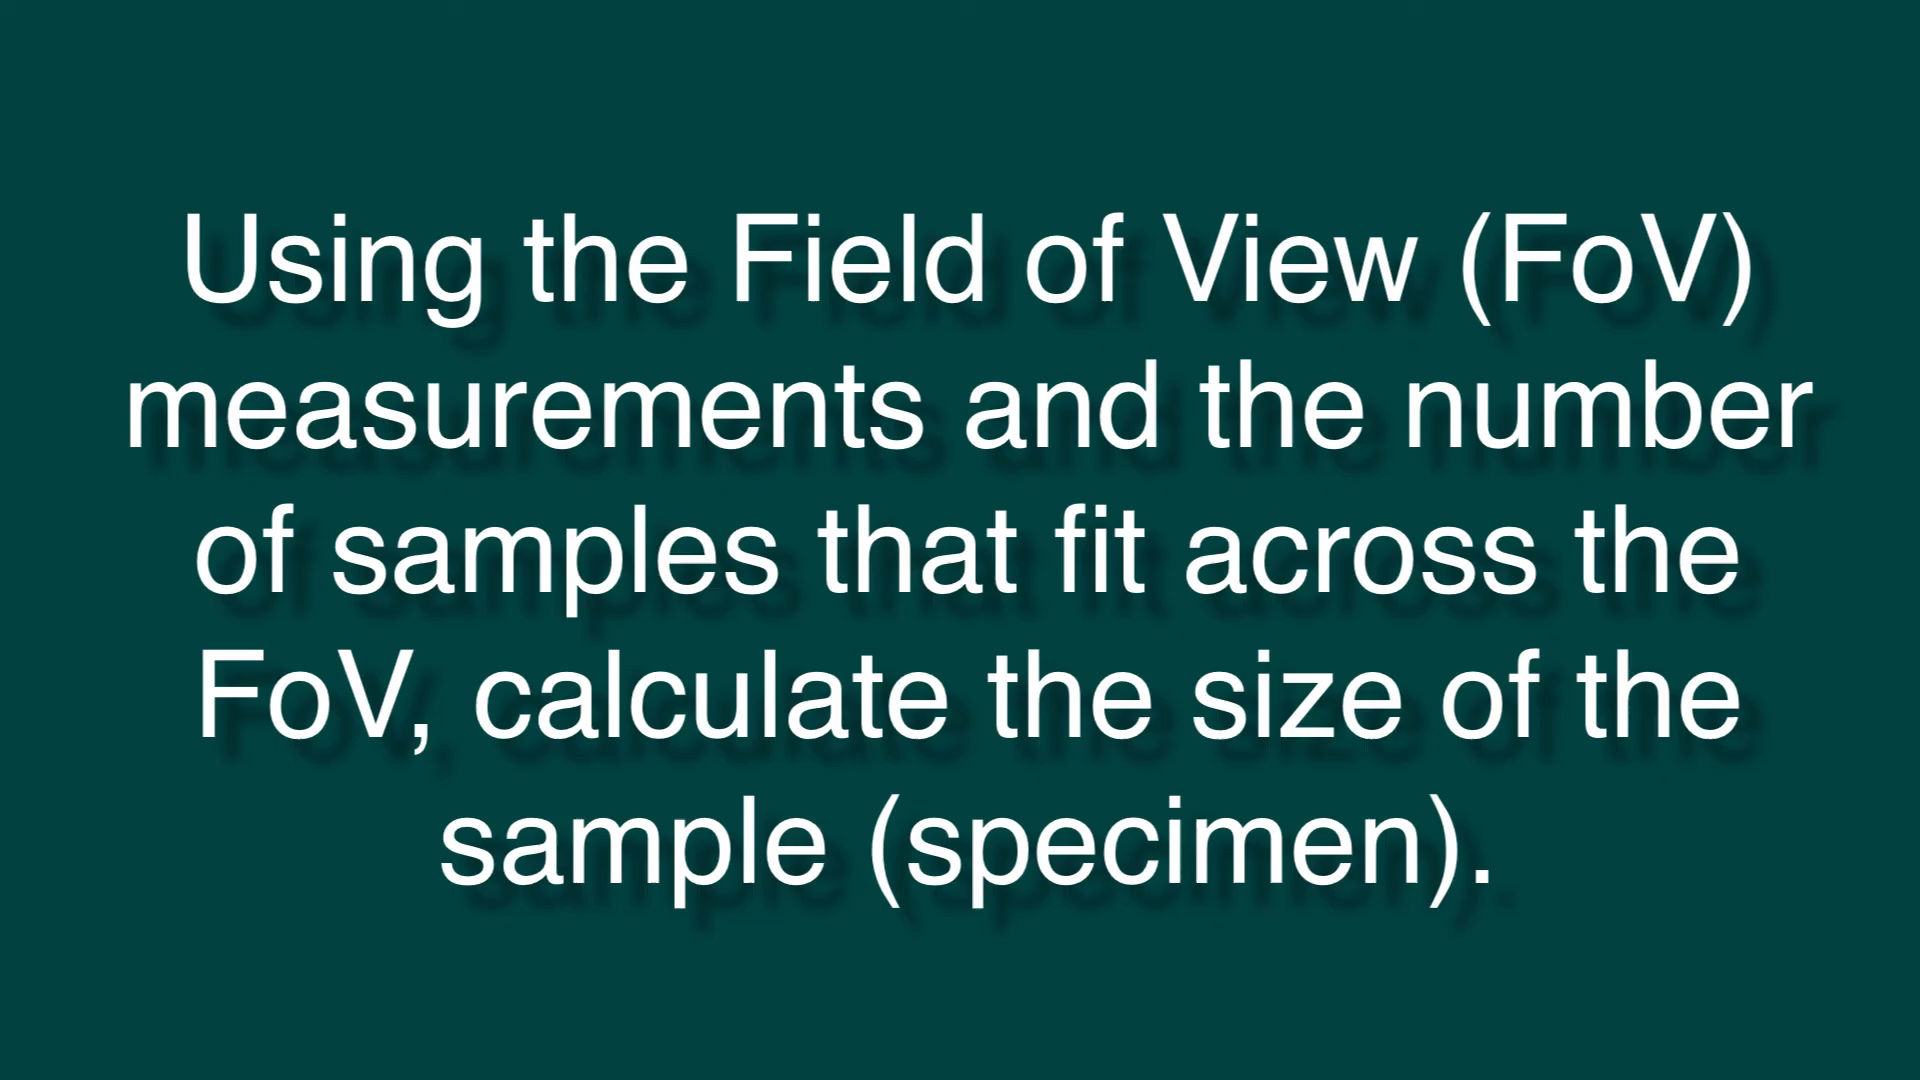 Using the Field of View (FoV)
measurements and the number
of samples that fit across the
FoV, calculate the size of the
sample (specimen).